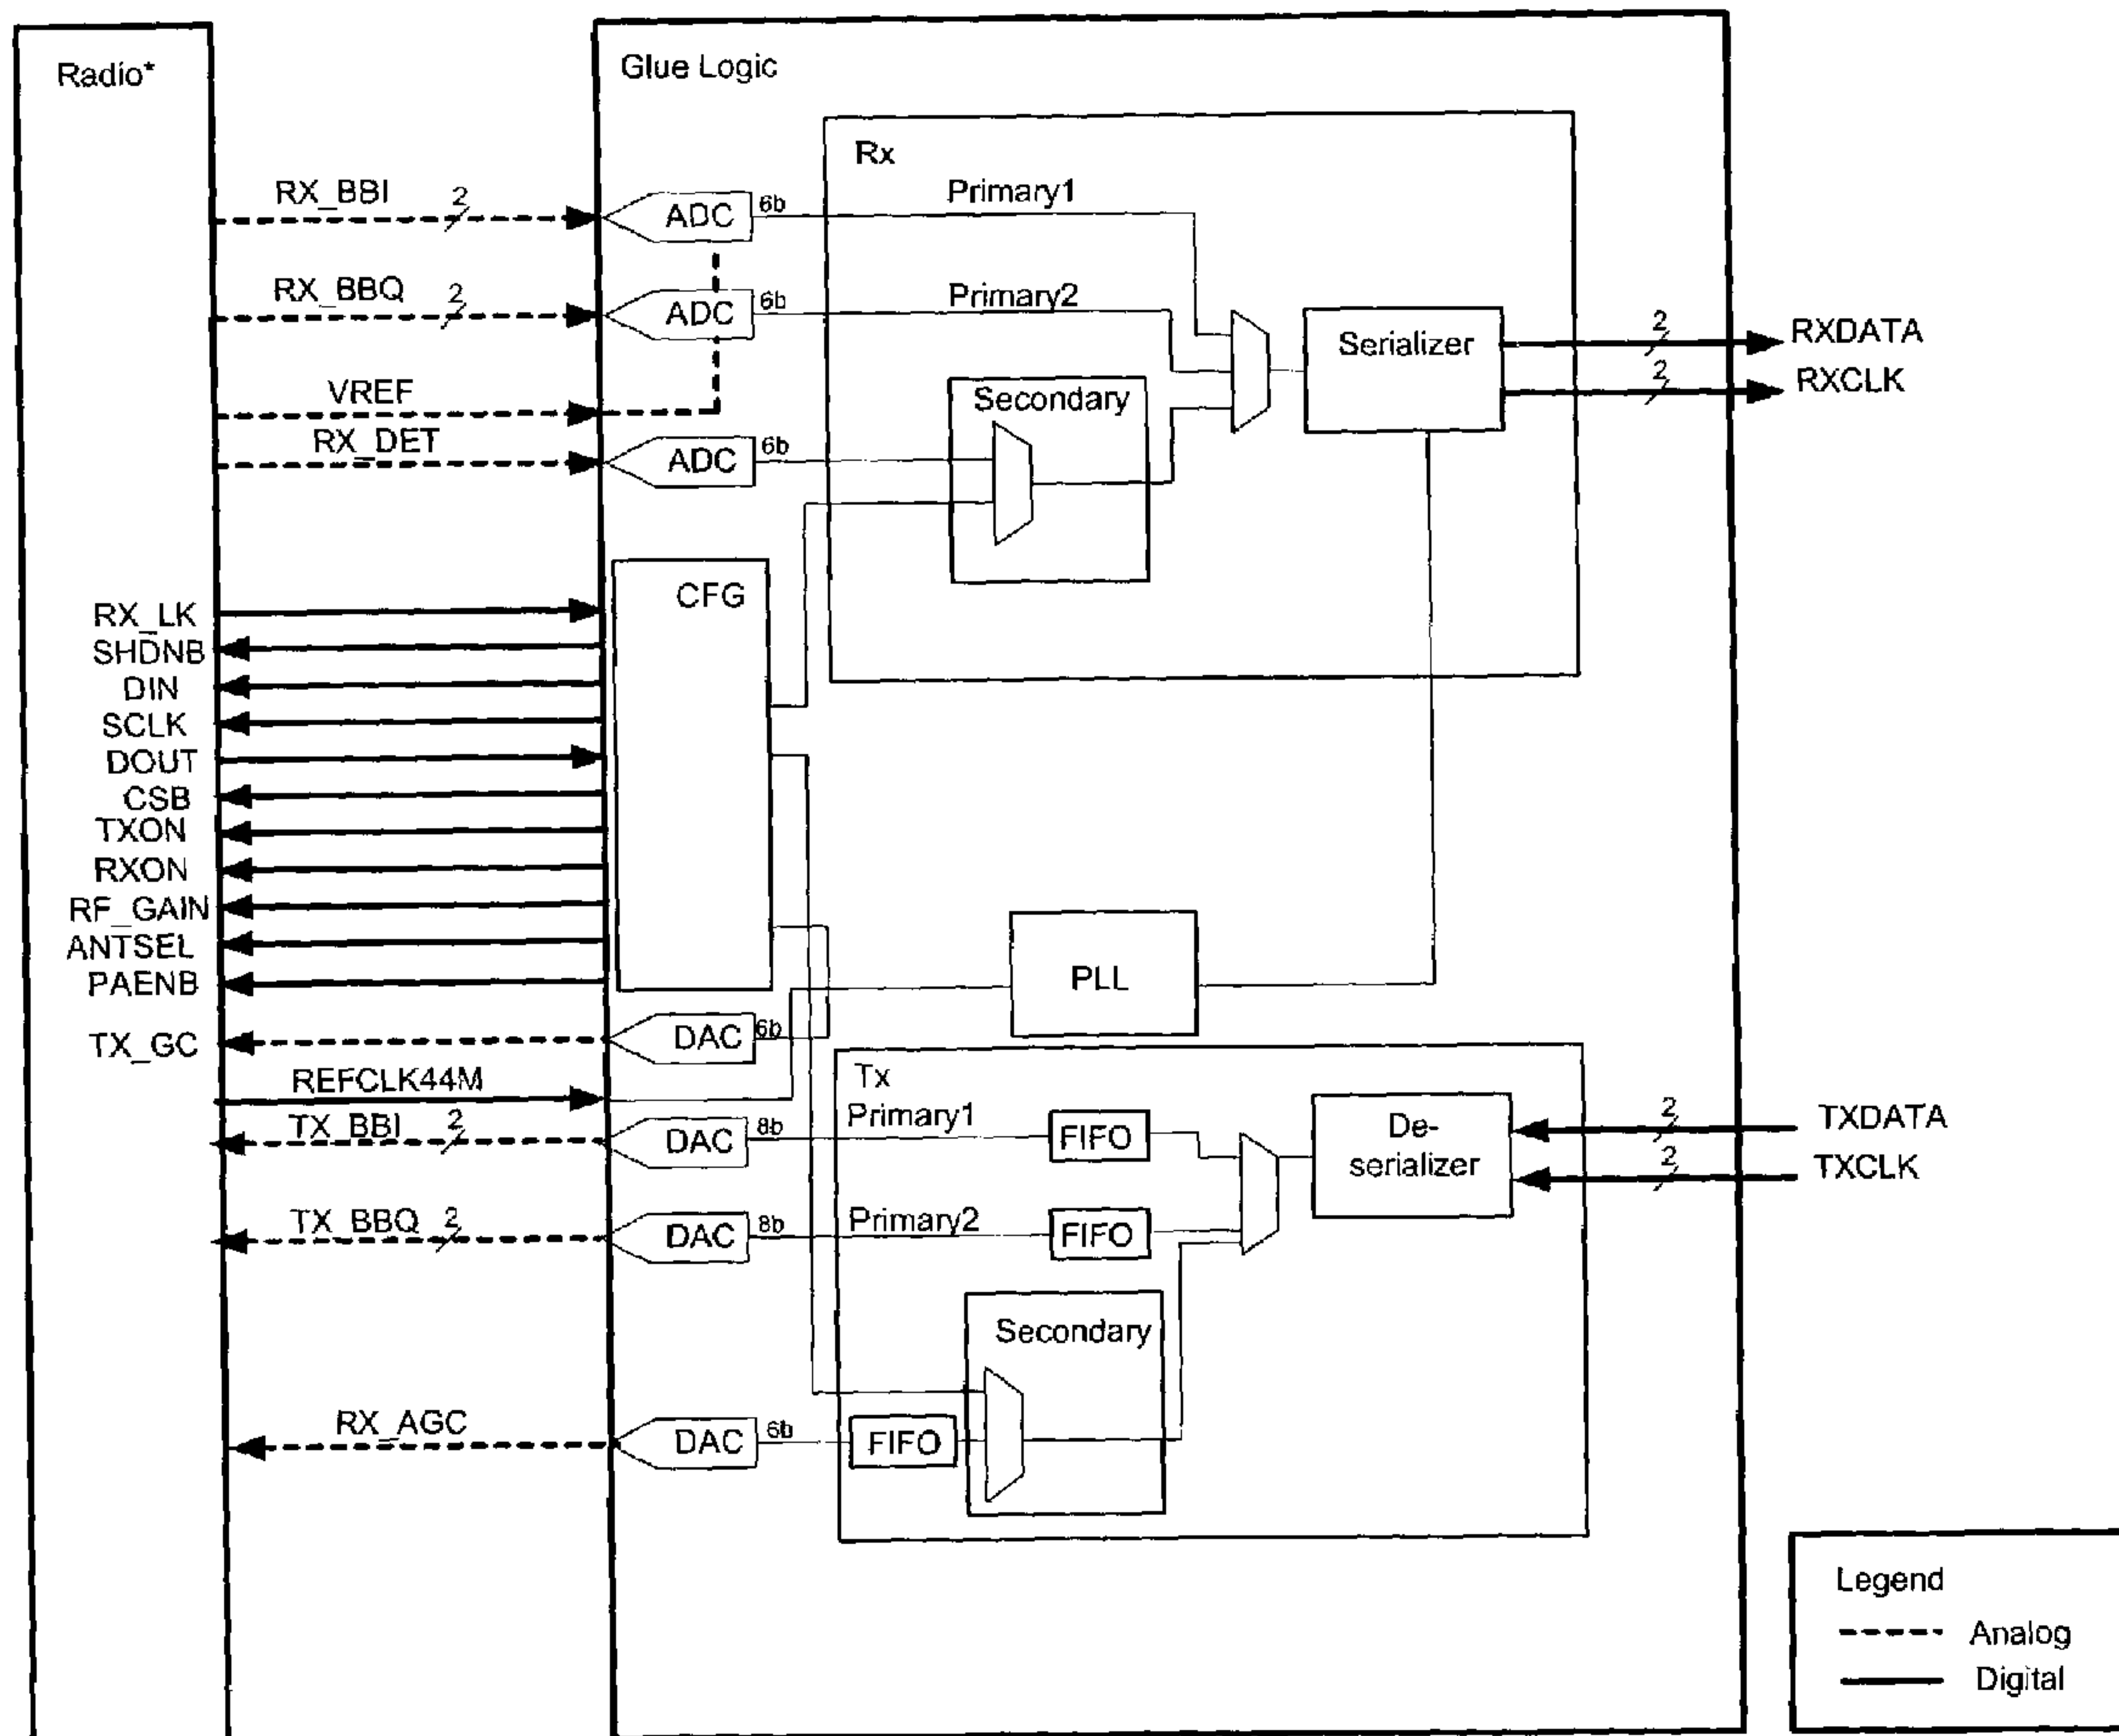 Radio*
Glue Logic
Rx
RX_BBI
2
ADC
6b
Primary1
RX_BBQ
2
ADC
6b
Primary2
Serializer
2
RXDATA
2
RXCLK
VREF
Secondary
RX_DET
ADC
6b
CFG
RX_LK
SHDNB
DIN
SCLK
DOUT
CSB
TXON
RXON
RF_GAIN
ANTSEL
PAENB
PLL
TX_GC
DAC
6b
REFCLK44M
Tx
TX_BBI
2
DAC
8b
Primary1
FIFO
De-
serializer
2
TXDATA
2
TXCLK
TX_BBQ
2
DAC
8b
Primary2
FIFO
Secondary
RX_AGC
DAC
6b
FIFO
Legend
Analog
Digital